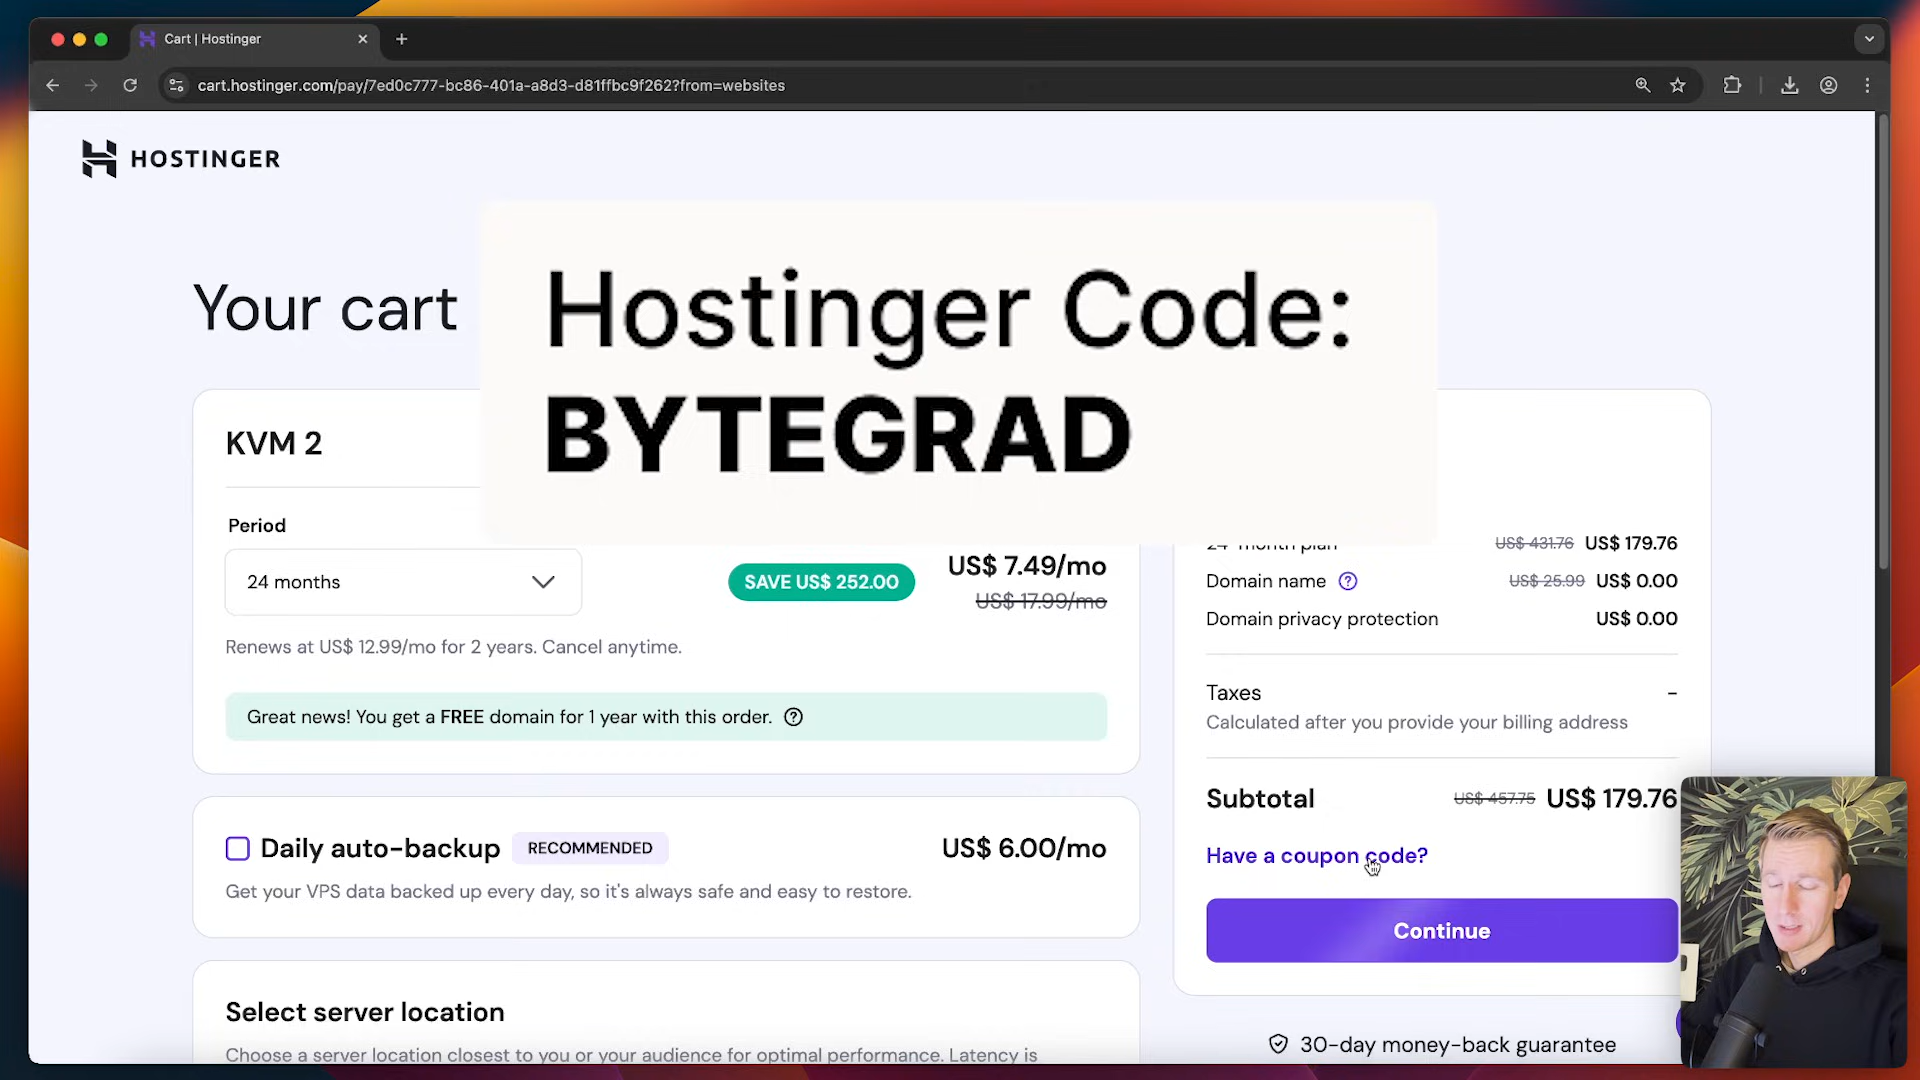 Cart | Hostinger
cart.hostinger.com/pay/7ed0c777-bc86-401a-a8d3-d81ffbc9f262?from=websites
HOSTINGER
Your cart
Hostinger Code:
BYTEGRAD
KVM 2
Period
24 months
SAVE US$ 252.00
US$ 7.49/mo
US$ 17.99/mo
Renews at US$ 12.99/mo for 2 years. Cancel anytime.
Great news! You get a FREE domain for 1 year with this order.
Daily auto-backup RECOMMENDED US$ 6.00/mo
Get your VPS data backed up every day, so it's always safe and easy to restore.
Select server location
Choose a server location closest to you or your audience for optimal performance. Latency is
24-month plan US$ 431.76 US$ 179.76
Domain name US$ 25.99 US$ 0.00
Domain privacy protection US$ 0.00
Taxes -
Calculated after you provide your billing address
Subtotal US$ 457.75 US$ 179.76
Have a coupon code?
Continue
30-day money-back guarantee